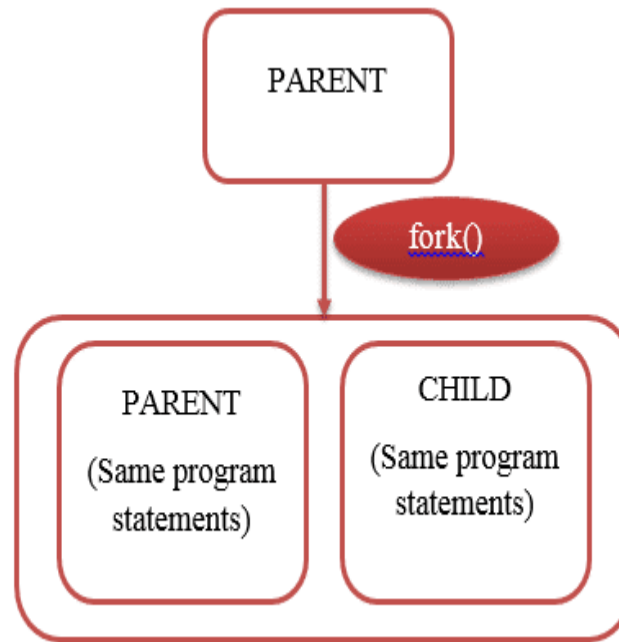 PARENT
fork()
PARENT
(Same program
statements)
CHILD
(Same program
statements)